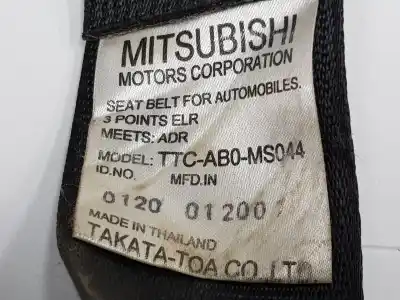 MITSUBISHI
MOTORS CORPORATION
SEAT BELT FOR AUTOMOBILES.
3 POINTS ELR
MEETS: ADR
MODEL: TTC-AB0-MS044
ID.NO. MFD.IN
0120 012001
MADE IN THAILAND
TAKATA-TOA CO.,LTD.